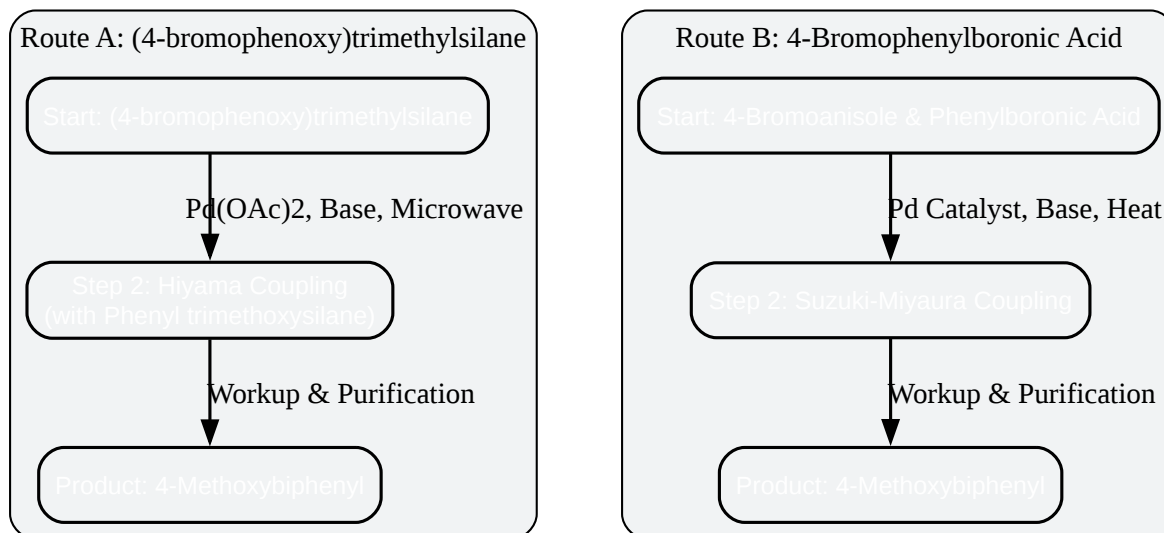 Route A: (4-bromophenoxy)trimethylsilane
Start: (4-bromophenoxy)trimethylsilane
Pd(OAc)2, Base, Microwave
Step 2: Hiyama Coupling
(with Phenyl trimethoxysilane)
Workup & Purification
Product: 4-Methoxybiphenyl
Route B: 4-Bromophenylboronic Acid
Start: 4-Bromoanisole & Phenylboronic Acid
Pd Catalyst, Base, Heat
Step 2: Suzuki-Miyaura Coupling
Workup & Purification
Product: 4-Methoxybiphenyl